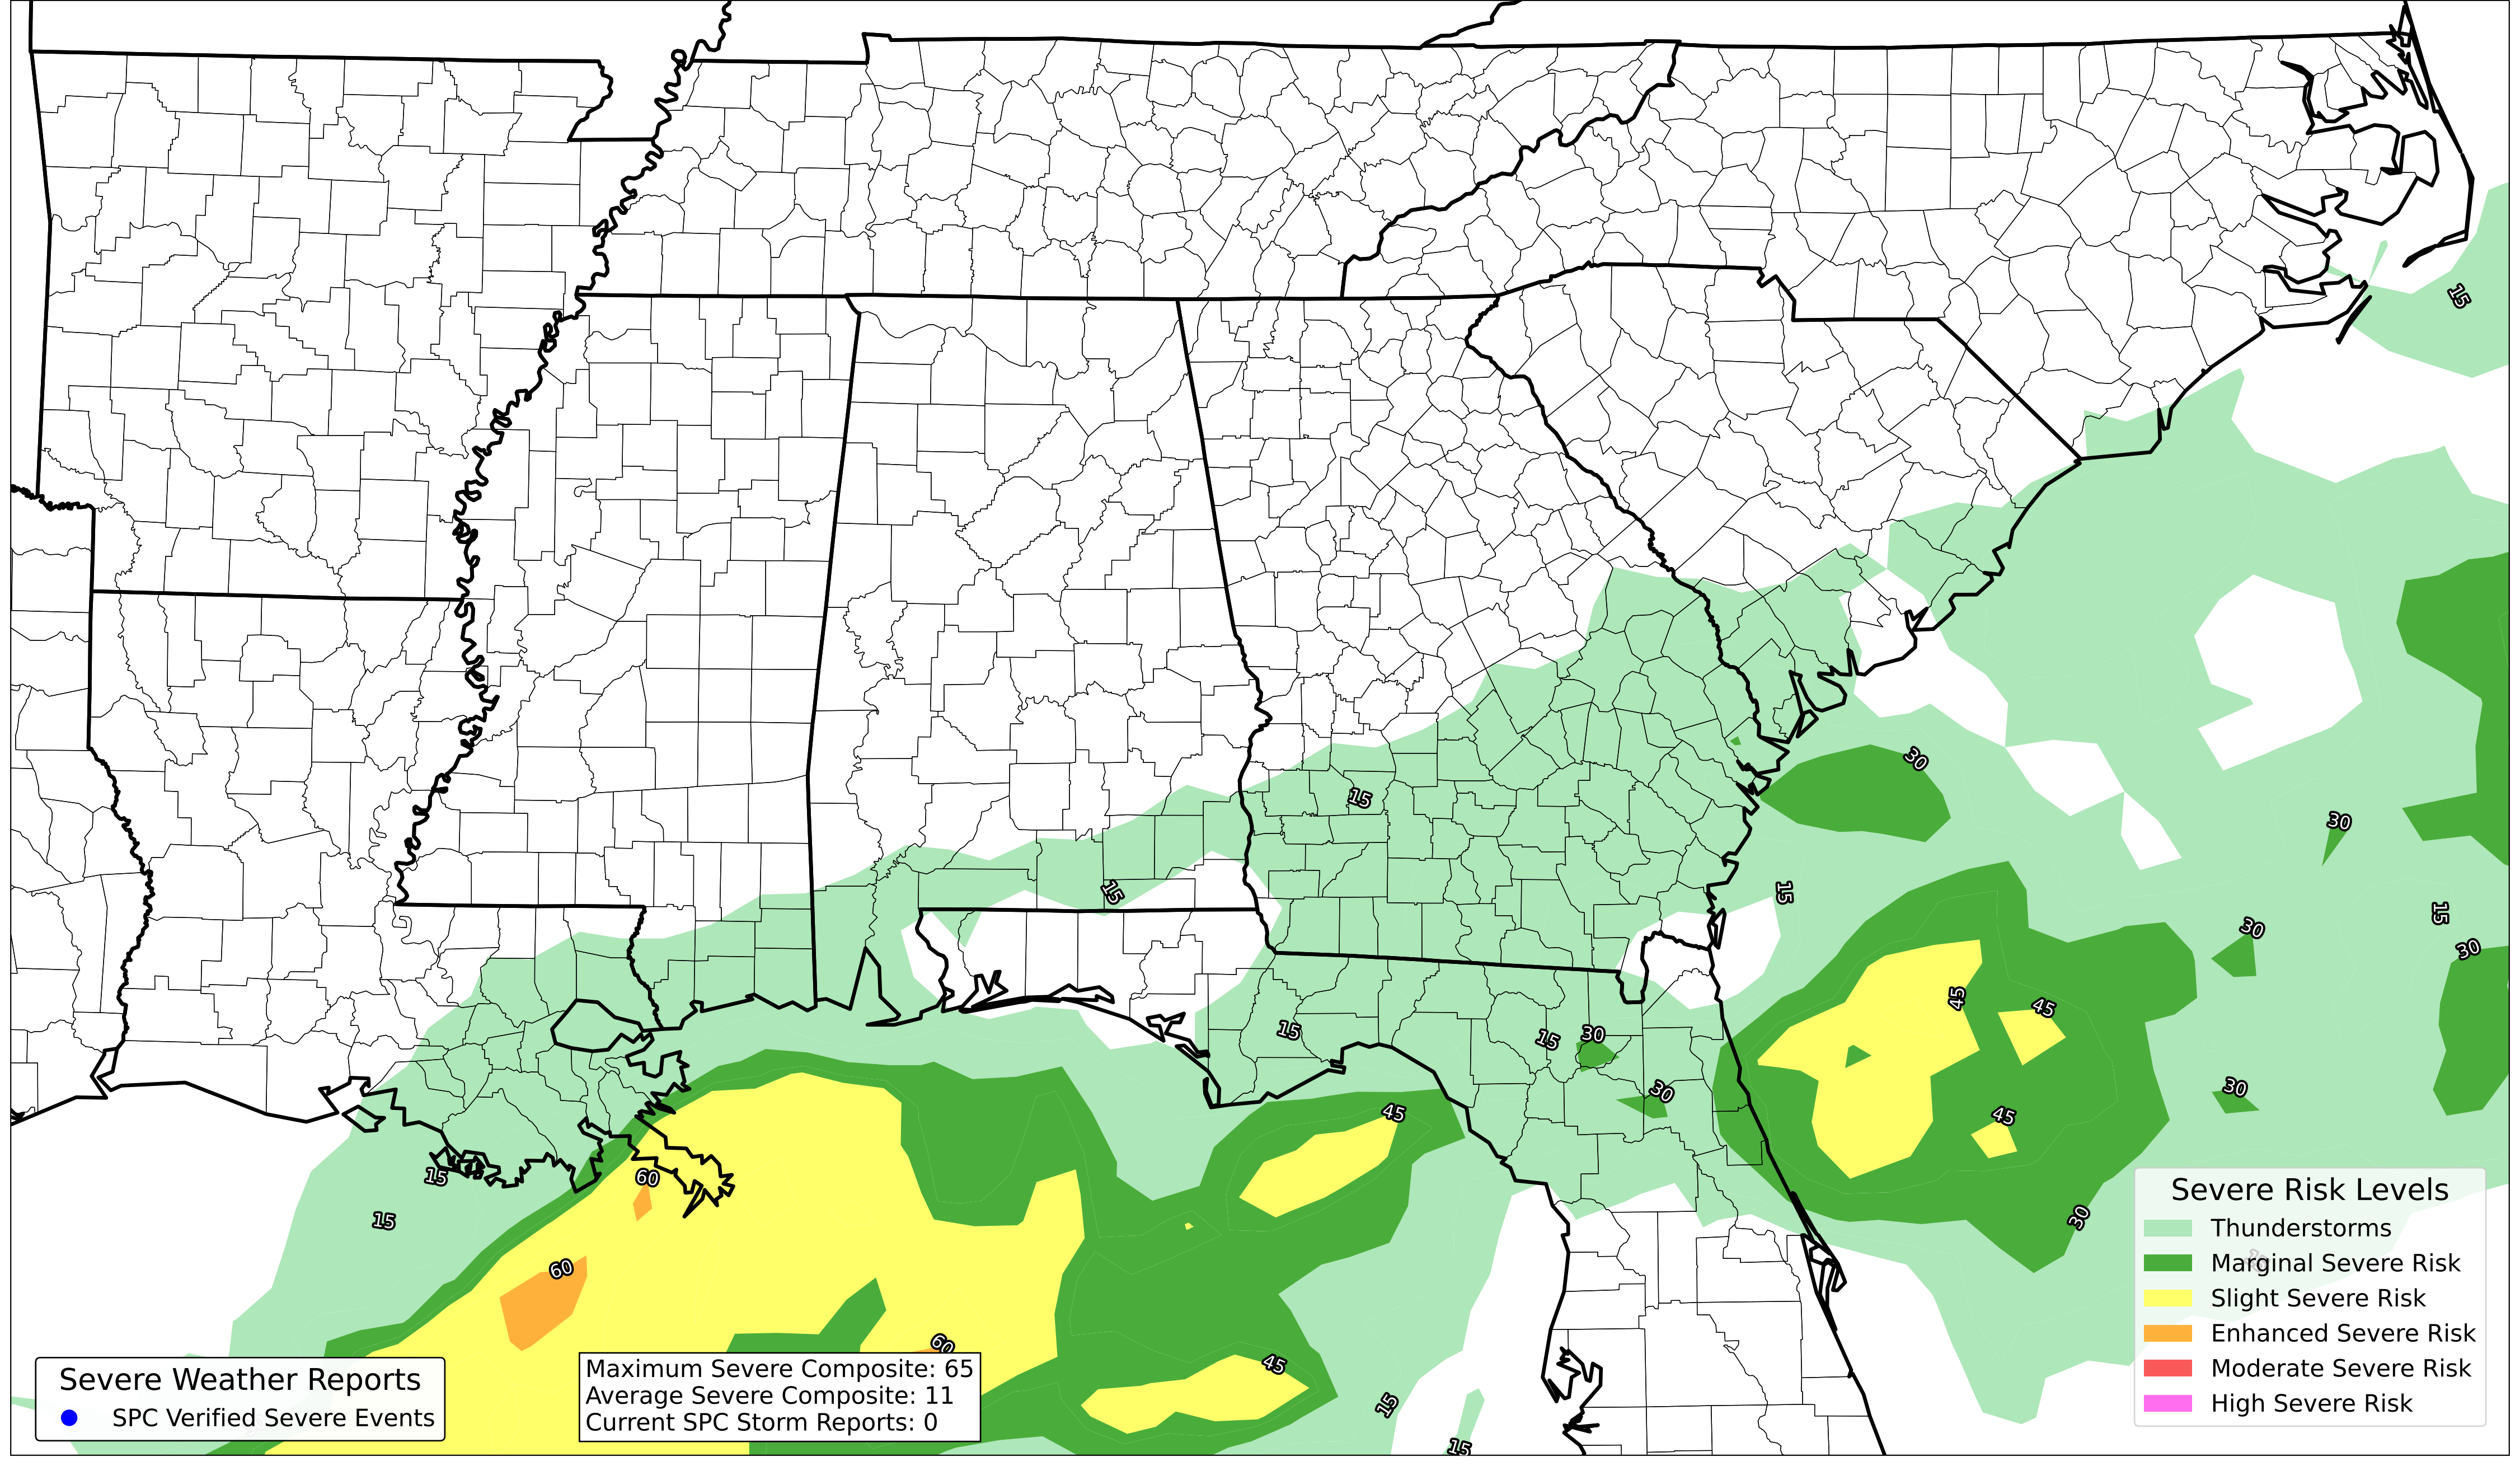 15
30
15
15
30
30
15
15
30
45
45
15
15
30
30
45
30
45
60
15
15
30
60
60
45
15
15
Severe Risk Levels
Thunderstorms
Marginal Severe Risk
Slight Severe Risk
Enhanced Severe Risk
Moderate Severe Risk
High Severe Risk
Severe Weather Reports
SPC Verified Severe Events
Maximum Severe Composite: 65
Average Severe Composite: 11
Current SPC Storm Reports: 0